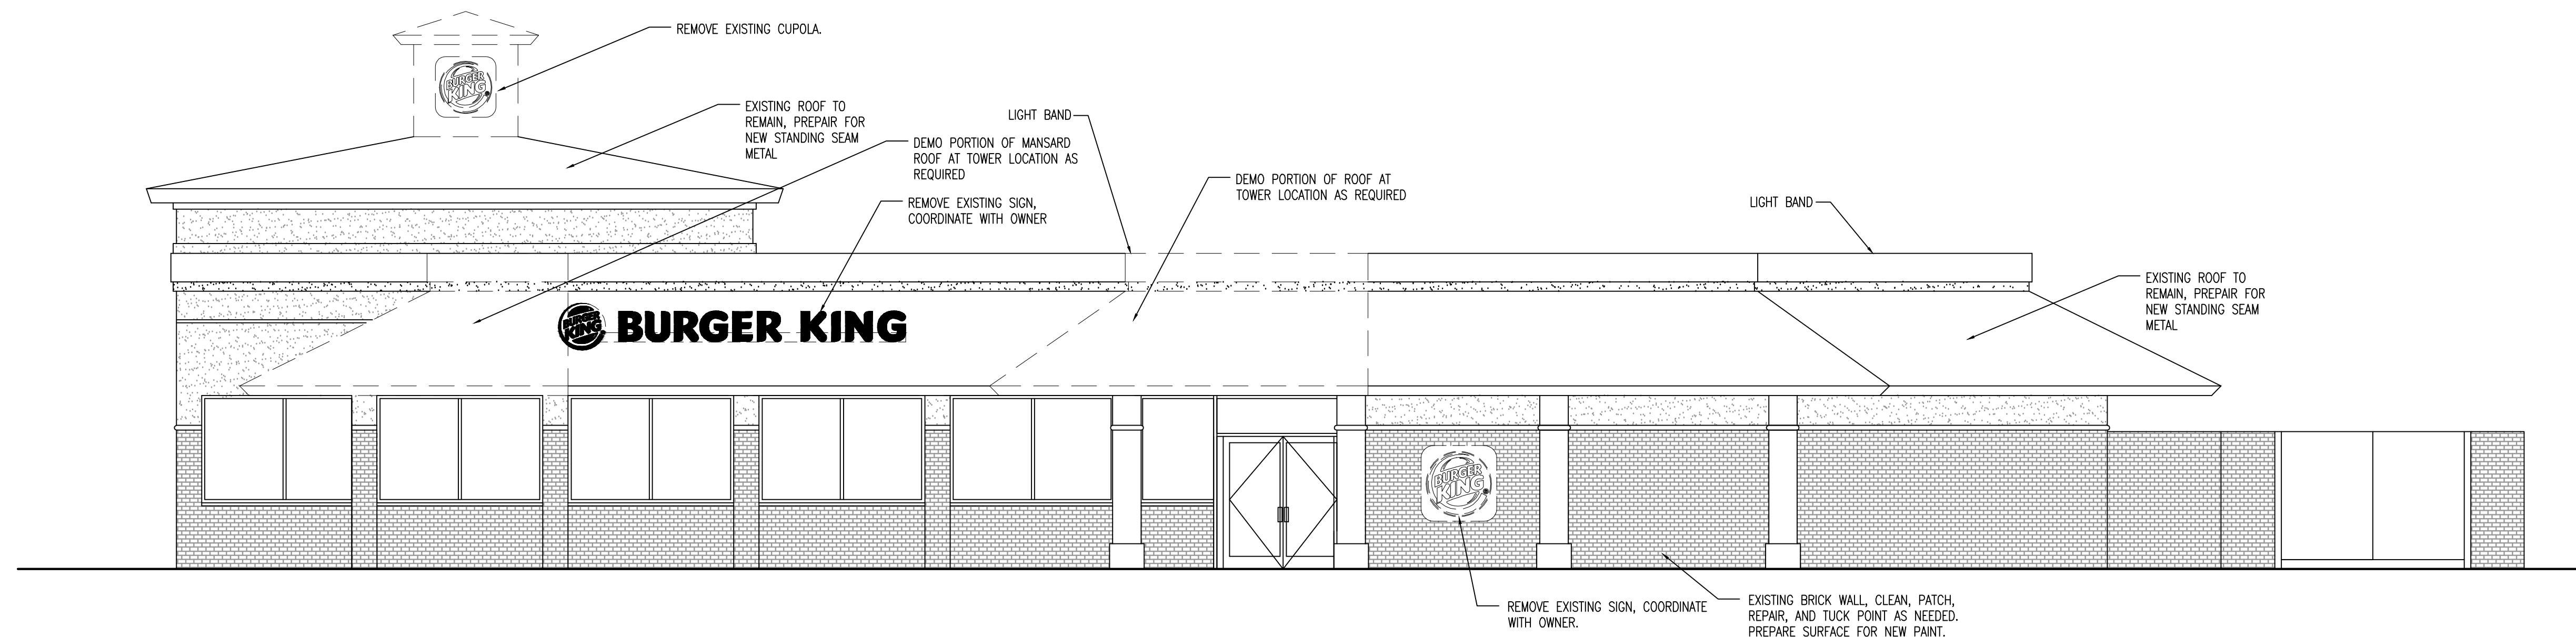 REMOVE EXISTING CUPOLA.
BURGER
KING
EXISTING ROOF TO
REMAIN, PREPAIR FOR
NEW STANDING SEAM
METAL
DEMO PORTION OF MANSARD
ROOF AT TOWER LOCATION AS
REQUIRED
REMOVE EXISTING SIGN,
COORDINATE WITH OWNER
LIGHT BAND
DEMO PORTION OF ROOF AT
TOWER LOCATION AS REQUIRED
LIGHT BAND
EXISTING ROOF TO
REMAIN, PREPAIR FOR
NEW STANDING SEAM
METAL
BURGER
KING
BURGER KING
BURGER
KING
REMOVE EXISTING SIGN, COORDINATE
WITH OWNER.
EXISTING BRICK WALL, CLEAN, PATCH,
REPAIR, AND TUCK POINT AS NEEDED.
PREPARE SURFACE FOR NEW PAINT.